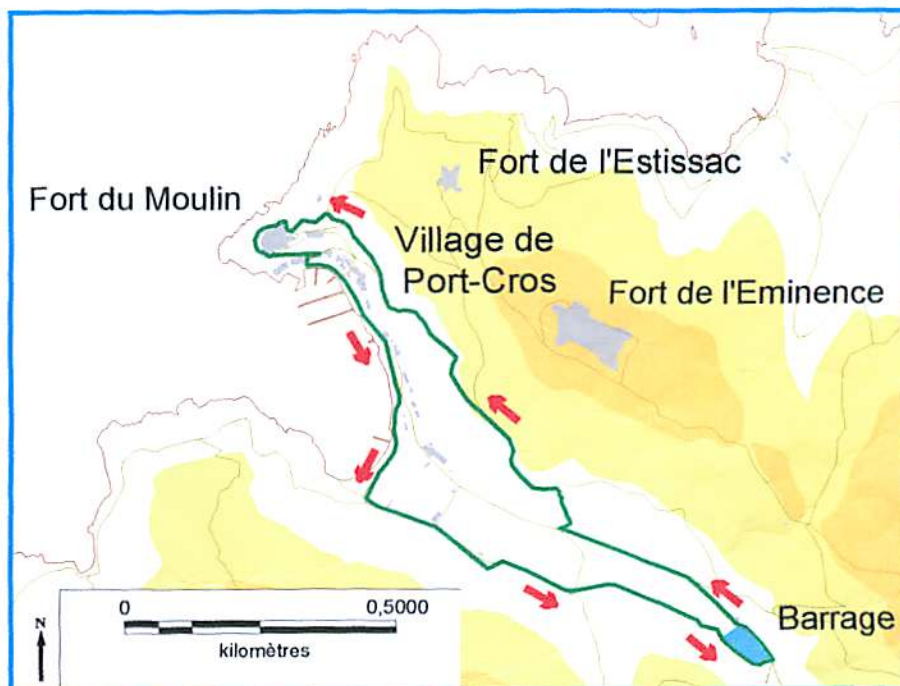 Fort de l'Estissac
Fort du Moulin
Village de
Port-Cros
Fort de l'Eminence
Barrage
0 0,5000
kilomètres
N